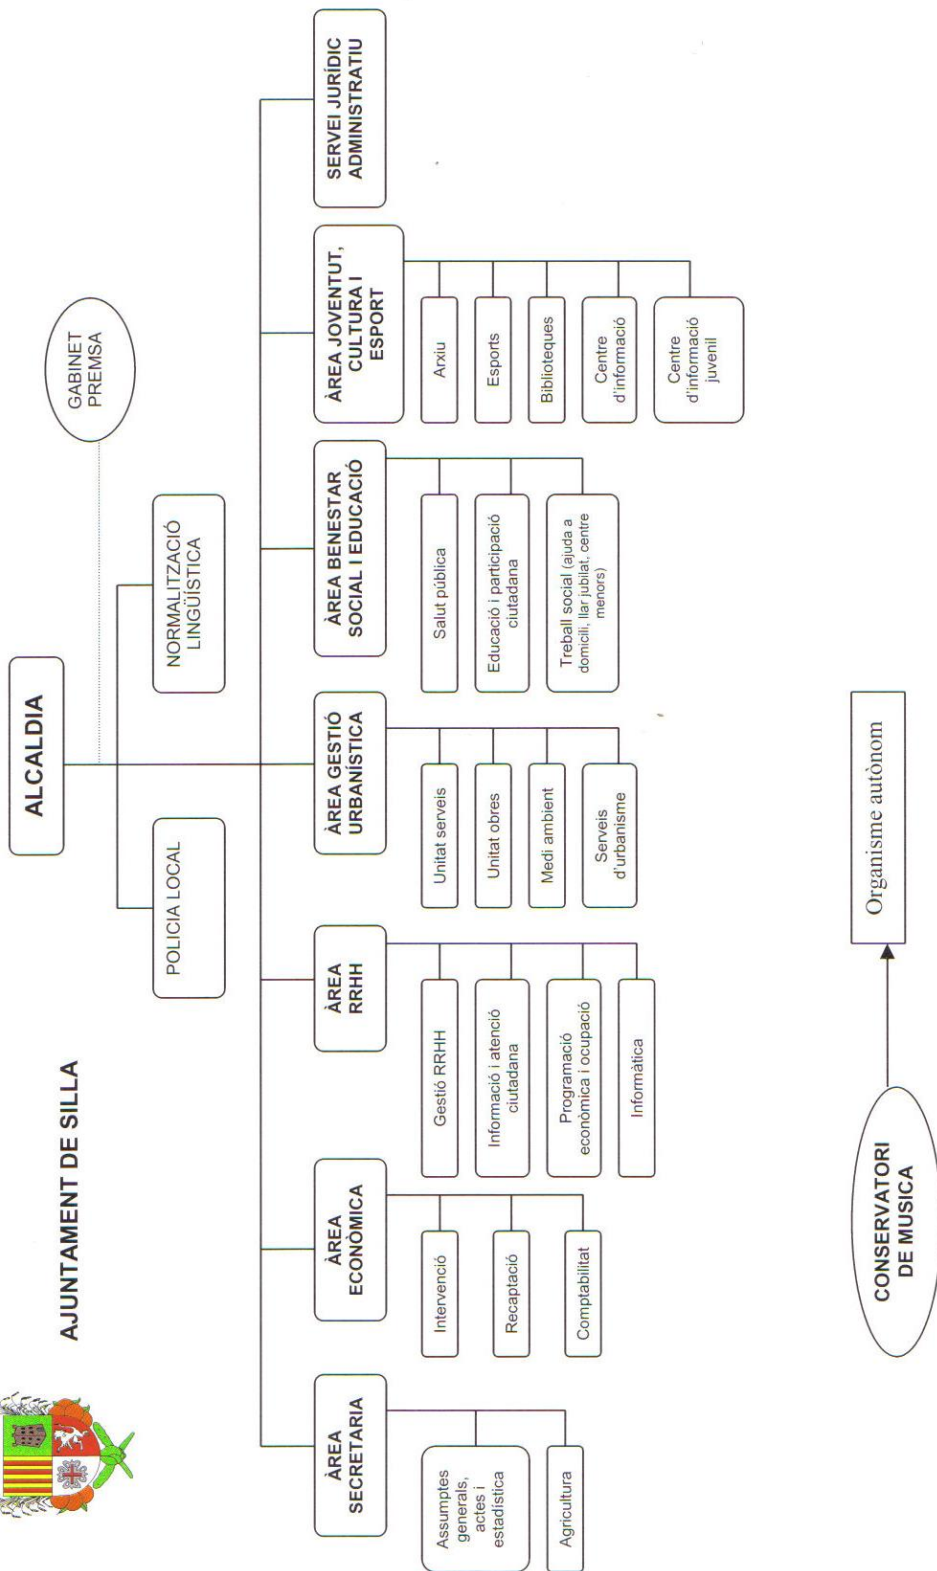 AJUNTAMENT DE SILLA
ALCALDIA
GABINET
PREMSA
POLICIA LOCAL
NORMALITZACIÓ
LINGÜÍSTICA
ÀREA
SECRETARIA
Assumptes
generals,
actes i
estadística
Agricultura
ÀREA
ECONÒMICA
Intervenció
Recaptació
Comptabilitat
ÀREA
RRHH
Gestió RRHH
Informació i atenció
ciutadana
Programació
econòmica i ocupació
Informàtica
ÀREA GESTIÓ
URBANÍSTICA
Unitat serveis
Unitat obres
Medi ambient
Serveis
d'urbanisme
ÀREA BENESTAR
SOCIAL I EDUCACIÓ
Salut pública
Educació i participació
ciutadana
Treball social (ajuda a
domicili, llar jubilat, centre
menors)
ÀREA JOVENTUT,
CULTURA I
ESPORT
Arxiu
Esports
Biblioteques
Centre
d'informació
Centre
d'informació
juvenil
SERVEI JURÍDIC
ADMINISTRATIU
CONSERVATORI
DE MUSICA
Organisme autònom